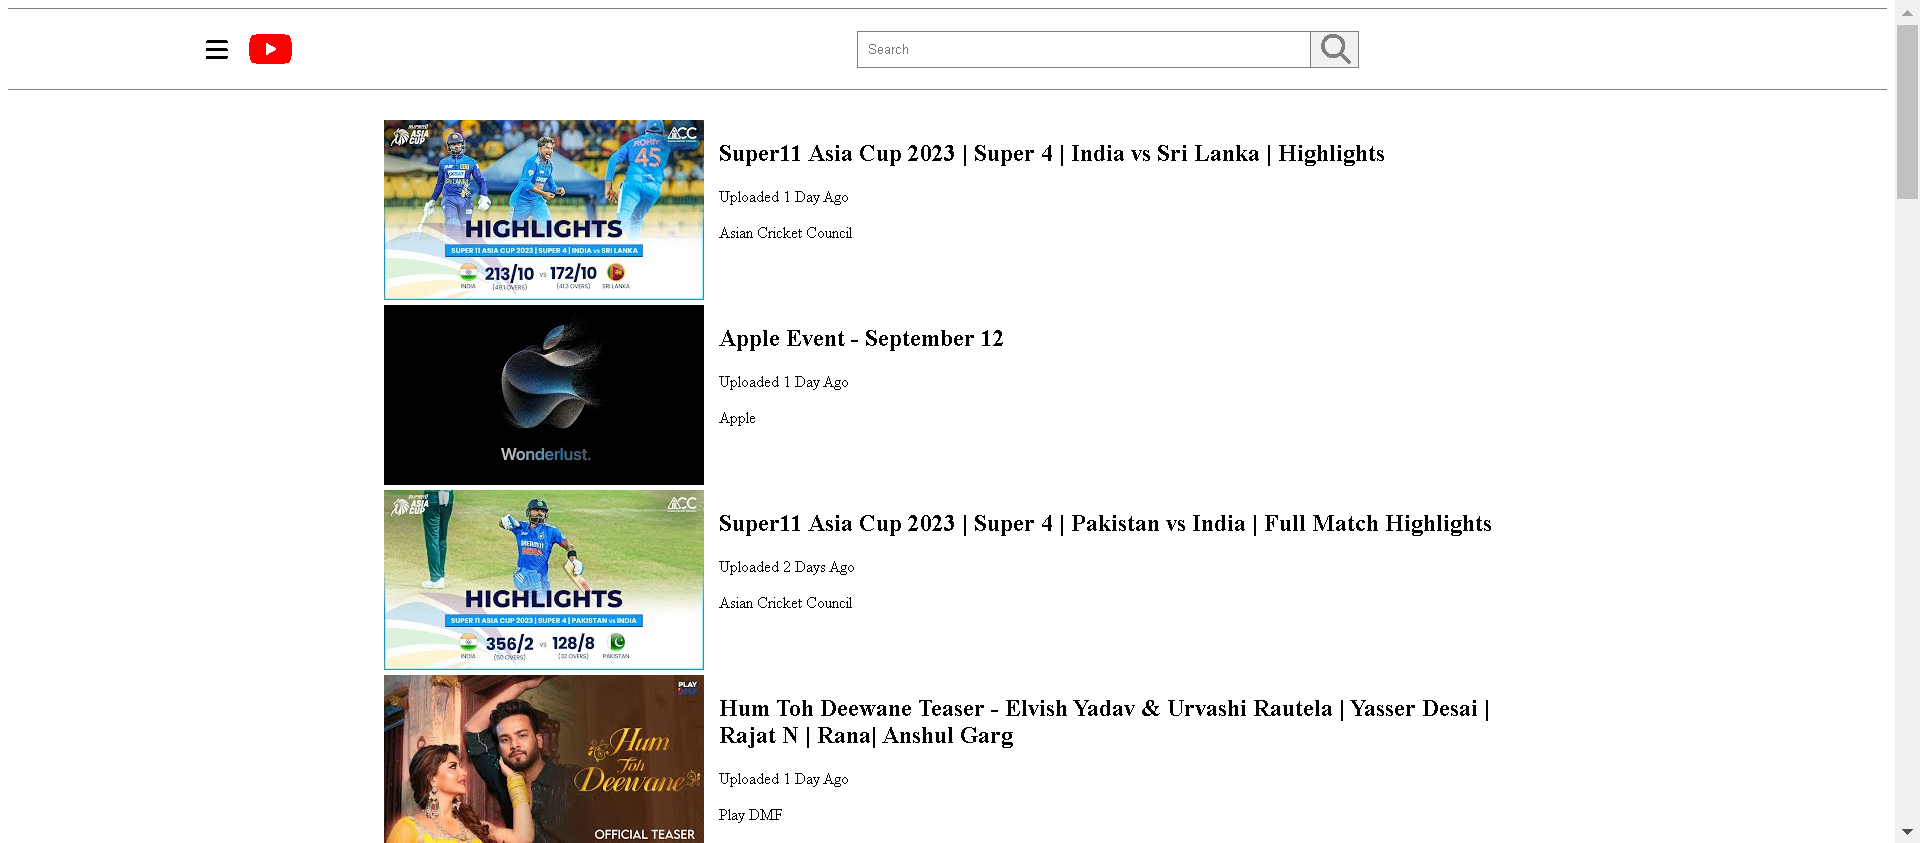 Search
SUPER11
ASIA
CUP
ACC
ROHIT
45
HIGHLIGHTS
SUPER 11 ASIA CUP 2023 | SUPER 4 | INDIA vs SRI LANKA
213/10 vs 172/10
INDIA (49.1 OVERS) (41.3 OVERS) SRI LANKA
Super11 Asia Cup 2023 | Super 4 | India vs Sri Lanka | Highlights
Uploaded 1 Day Ago
Asian Cricket Council
Wonderlust.
Apple Event - September 12
Uploaded 1 Day Ago
Apple
SUPER11
ASIA
CUP
ACC
DREAM11
INDIA
HIGHLIGHTS
SUPER 11 ASIA CUP 2023 | SUPER 4 | PAKISTAN vs INDIA
356/2 vs 128/8
INDIA (50 OVERS) (32 OVERS) PAKISTAN
Super11 Asia Cup 2023 | Super 4 | Pakistan vs India | Full Match Highlights
Uploaded 2 Days Ago
Asian Cricket Council
PLAY
DMF
Hum
Toh
Deewane
OFFICIAL TEASER
Hum Toh Deewane Teaser - Elvish Yadav & Urvashi Rautela | Yasser Desai |
Rajat N | Rana| Anshul Garg
Uploaded 1 Day Ago
Play DMF